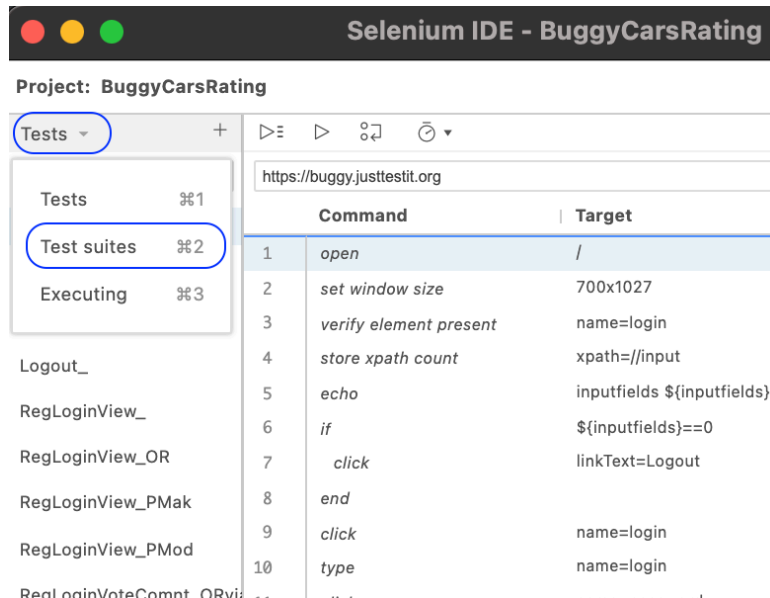 Selenium IDE - BuggyCarsRating
Project: BuggyCarsRating
Tests
https://buggy.justtestit.org
Tests ⌘1
Test suites ⌘2
Executing ⌘3
Logout_
RegLoginView_
RegLoginView_OR
RegLoginView_PMak
RegLoginView_PMod
RegLoginVoteComnt_ORvi
Command Target
1 open /
2 set window size 700x1027
3 verify element present name=login
4 store xpath count xpath=//input
5 echo inputfields ${inputfields}
6 if ${inputfields}==0
7 click linkText=Logout
8 end
9 click name=login
10 type name=login